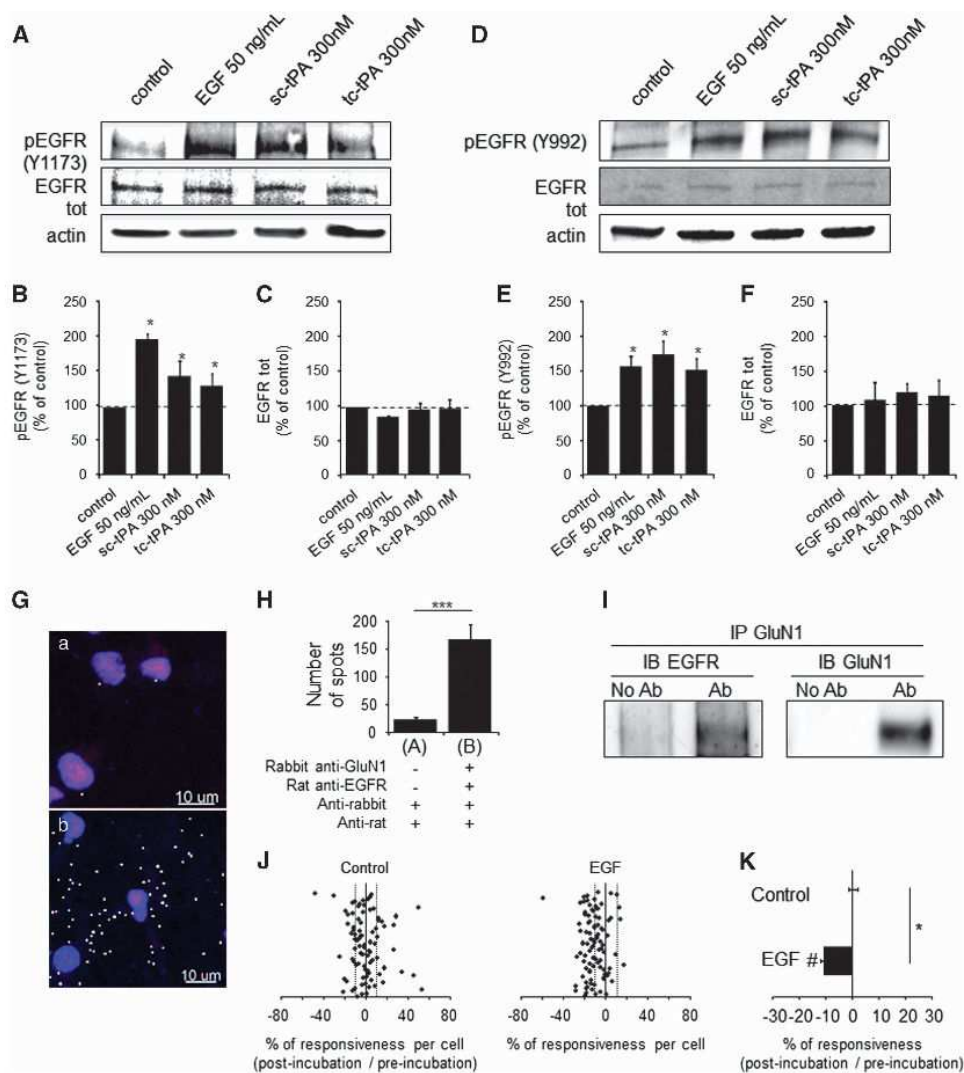 A
control
EGF 50 ng/mL
sc-tPA 300nM
tc-tPA 300nM
pEGFR
(Y1173)
EGFR
tot
actin
D
control
EGF 50 ng/mL
sc-tPA 300nM
tc-tPA 300nM
pEGFR (Y992)
EGFR
tot
actin
B
pEGFR (Y1173)
(% of control)
250
200
150
100
50
0
*
*
*
control
EGF 50 ng/mL
sc-tPA 300 nM
tc-tPA 300 nM
C
EGFR tot
(% of control)
250
200
150
100
50
0
control
EGF 50 ng/mL
sc-tPA 300 nM
tc-tPA 300 nM
E
pEGFR (Y992)
(% of control)
250
200
150
100
50
0
*
*
*
control
EGF 50 ng/mL
sc-tPA 300 nM
tc-tPA 300 nM
F
EGFR tot
(% of control)
250
200
150
100
50
0
control
EGF 50 ng/mL
sc-tPA 300 nM
tc-tPA 300 nM
G
a
10 um
b
10 um
H
***
Number
of spots
200
150
100
50
0
(A) (B)
Rabbit anti-GluN1 - +
Rat anti-EGFR - +
Anti-rabbit + +
Anti-rat + +
I
IP GluN1
IB EGFR IB GluN1
No Ab Ab No Ab Ab
J
Control
-80 -40 0 40 80
% of responsiveness per cell
(post-incubation / pre-incubation)
EGF
-80 -40 0 40 80
% of responsiveness per cell
K
Control
EGF #
*
-30 -20 -10 0 10 20 30
% of responsiveness
(post-incubation / pre-incubation)